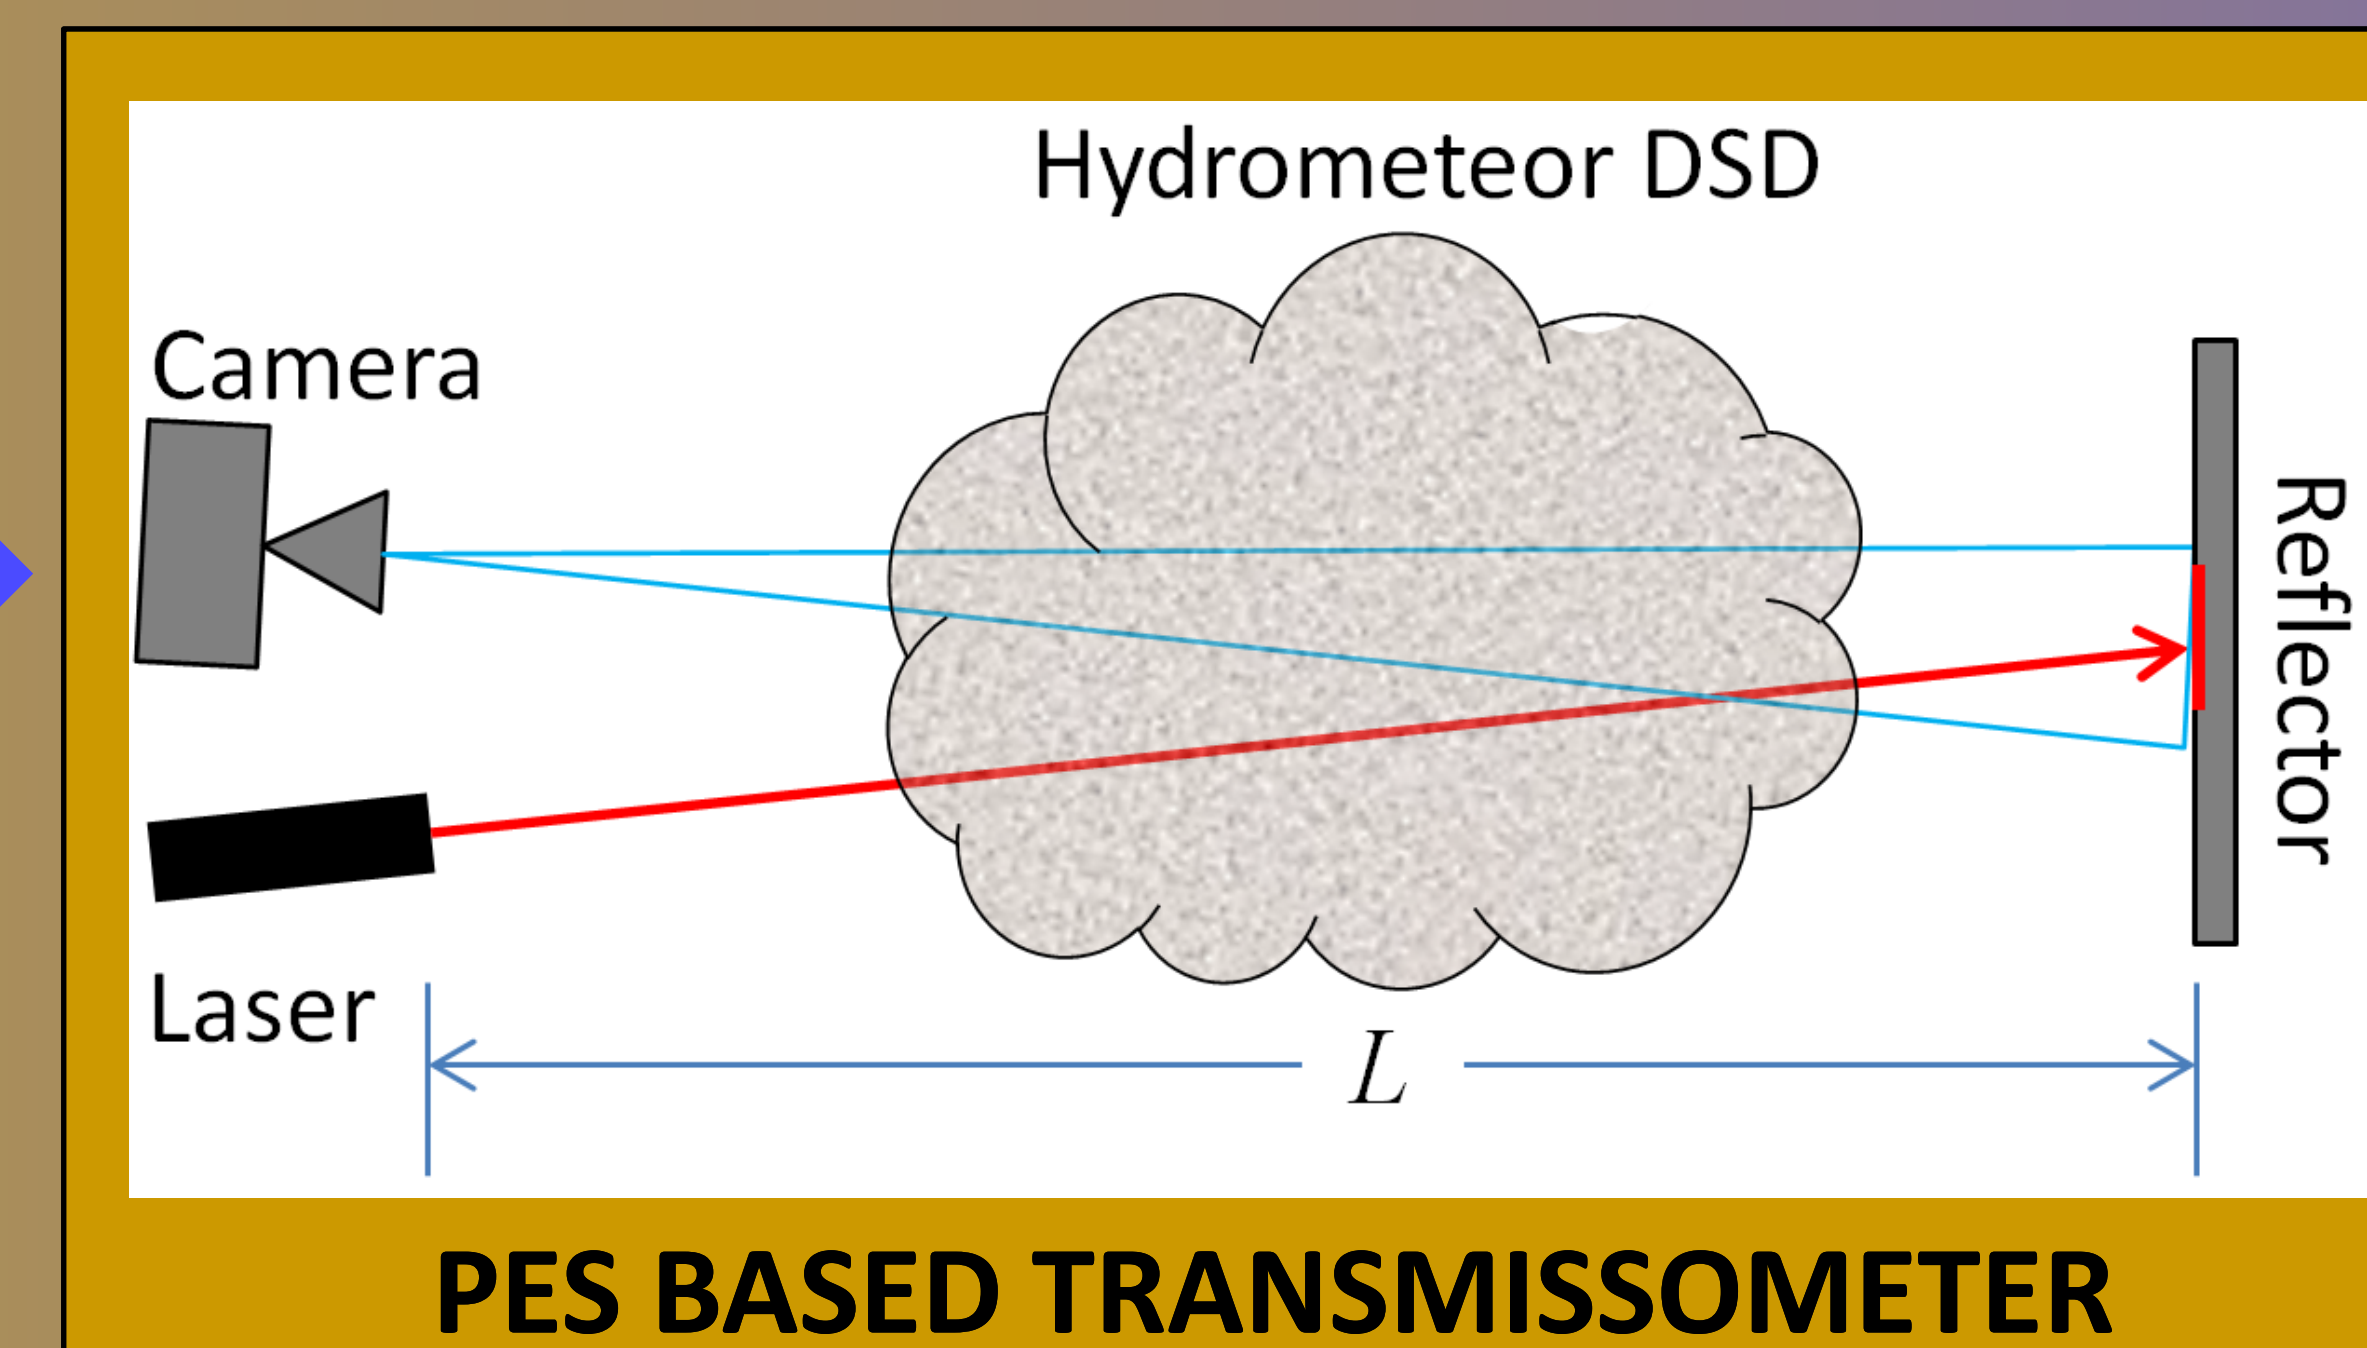 Hydrometeor DSD
Camera
Reflector
Laser
L
PES BASED TRANSMISSOMETER